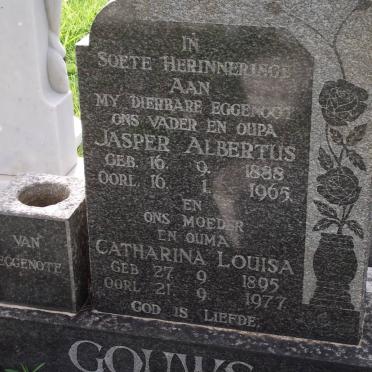 IN
SOETE HERINNERINGE
AAN
MY DIERBARE EGGENOOT
ONS VADER EN OUPA
JASPER ALBERTUS
GEB. 16. 9. 1888
OORL. 16. 1. 1965.
EN
ONS MOEDER
EN OUMA
CATHARINA LOUISA
GEB 27. 9 1895
OORL 21. 9 1977
GOD IS LIEFDE.
VAN
EGGENOTE
GOUWS